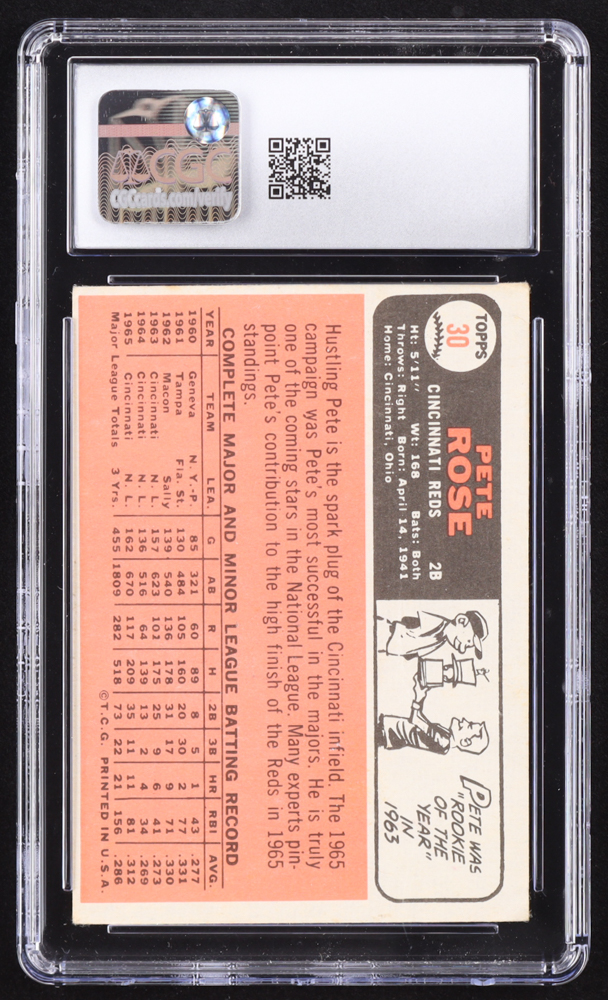 CGC
CGCcards.com/verify
TOPPS
30
PETE
ROSE
CINCINNATI REDS 2B
Ht: 5'11" Wt: 168 Bats: Both
Throws: Right Born: April 14, 1941
Home: Cincinnati, Ohio
PETE WAS
"ROOKIE
OF THE
YEAR"
IN
1963
Hustling Pete is the spark plug of the Cincinnati infield. The 1965
campaign was Pete's most successful in the majors. He is truly
one of the coming stars in the National League. Many experts pin-
point Pete's contribution to the high finish of the Reds in 1965
standings.
COMPLETE MAJOR AND MINOR LEAGUE BATTING RECORD
YEAR TEAM LEA. G AB R H 2B 3B HR RBI AVG.
1960 Geneva N. Y.-P. 85 321 60 89 8 5 1 43 .277
1961 Tampa Fla. St. 130 484 105 160 20 30 2 77 .331
1962 Macon Sally 139 540 136 178 31 17 9 71 .330
1963 Cincinnati N. L. 157 623 101 175 25 9 6 41 .273
1964 Cincinnati N. L. 136 516 64 139 13 2 4 34 .269
1965 Cincinnati N. L. 162 670 117 209 35 11 11 81 .312
Major League Totals 3 Yrs. 455 1809 282 518 73 22 21 156 .286
©T.C.G. PRINTED IN U.S.A.